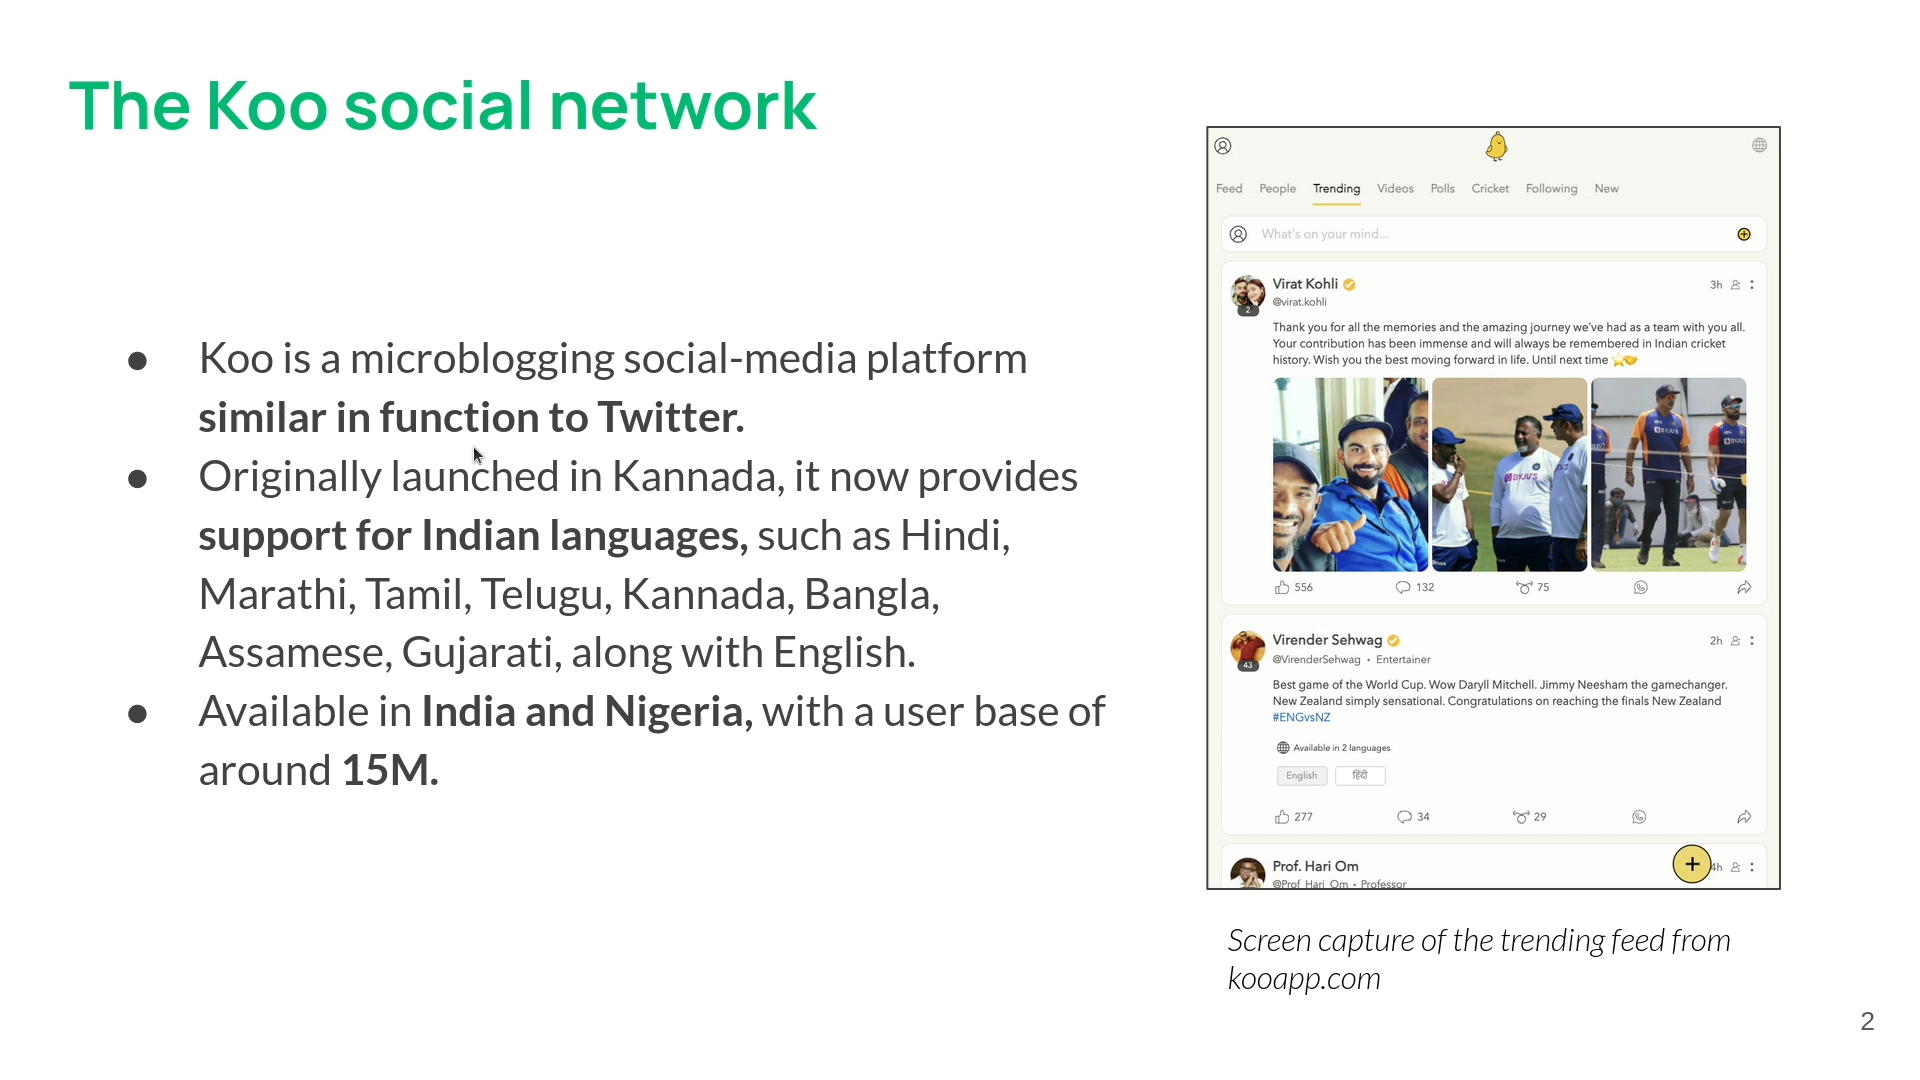 The Koo social network
● Koo is a microblogging social-media platform
similar in function to Twitter.
● Originally launched in Kannada, it now provides
support for Indian languages, such as Hindi,
Marathi, Tamil, Telugu, Kannada, Bangla,
Assamese, Gujarati, along with English.
● Available in India and Nigeria, with a user base of
around 15M.
Feed People Trending Videos Polls Cricket Following New
What's on your mind...
Virat Kohli 3h
@virat.kohli
2
Thank you for all the memories and the amazing journey we've had as a team with you all.
Your contribution has been immense and will always be remembered in Indian cricket
history. Wish you the best moving forward in life. Until next time ⭐🤝
BYJU'S
BYJU'S
556 132 75
Virender Sehwag 2h
@VirenderSehwag • Entertainer
43
Best game of the World Cup. Wow Daryll Mitchell. Jimmy Neesham the gamechanger.
New Zealand simply sensational. Congratulations on reaching the finals New Zealand
#ENGvsNZ
Available in 2 languages
English हिंदी
277 34 29
Prof. Hari Om 4h
@Prof_Hari_Om • Professor
Screen capture of the trending feed from
kooapp.com
2